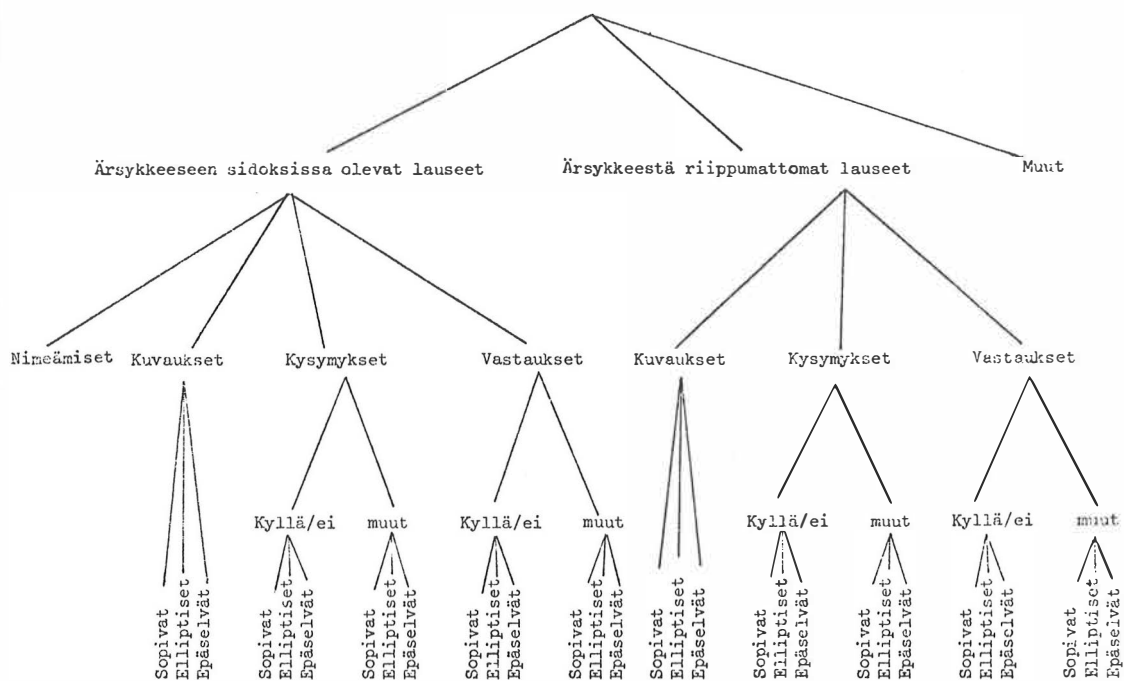 Ärsykkeeseen sidoksissa olevat lauseet Ärsykkeestä riippumattomat lauseet Muut
Nimeämiset Kuvaukset Kysymykset Vastaukset Kuvaukset Kysymykset Vastaukset
Kyllä/ei muut Kyllä/ei muut Kyllä/ei muut Kyllä/ei muut
Sopivat
Elliptiset
Epäselvät
Sopivat
Elliptiset
Epäselvät
Sopivat
Elliptiset
Epäselvät
Sopivat
Elliptiset
Epäselvät
Sopivat
Elliptiset
Epäselvät
Sopivat
Elliptiset
Epäselvät
Sopivat
Elliptiset
Epäselvät
Sopivat
Elliptiset
Epäselvät
Sopivat
Elliptiset
Epäselvät
Sopivat
Elliptiset
Epäselvät